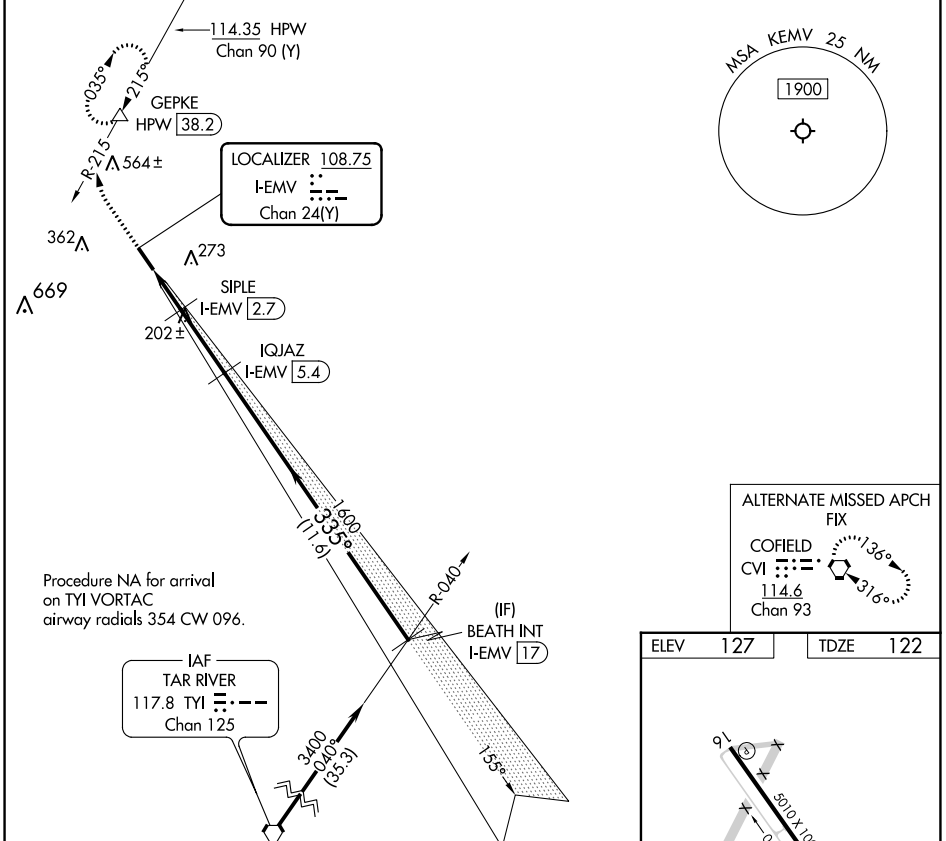 114.35 HPW
Chan 90 (Y)
MSA KEMV 25 NM
1900
035°
215°
GEPKE
HPW 38.2
R-215
564±
LOCALIZER 108.75
I-EMV
Chan 24(Y)
362
273
669
SIPLE
I-EMV 2.7
202±
IQJAZ
I-EMV 5.4
1600
335°
(11.6)
ALTERNATE MISSED APCH
FIX
COFIELD
CVI
114.6
Chan 93
136°
316°
Procedure NA for arrival
on TYI VORTAC
airway radials 354 CW 096.
R-040
(IF)
BEATH INT
I-EMV 17
IAF
TAR RIVER
117.8 TYI
Chan 125
3400
040°
(35.3)
155°
ELEV 127
TDZE 122
16
P
X
X
X